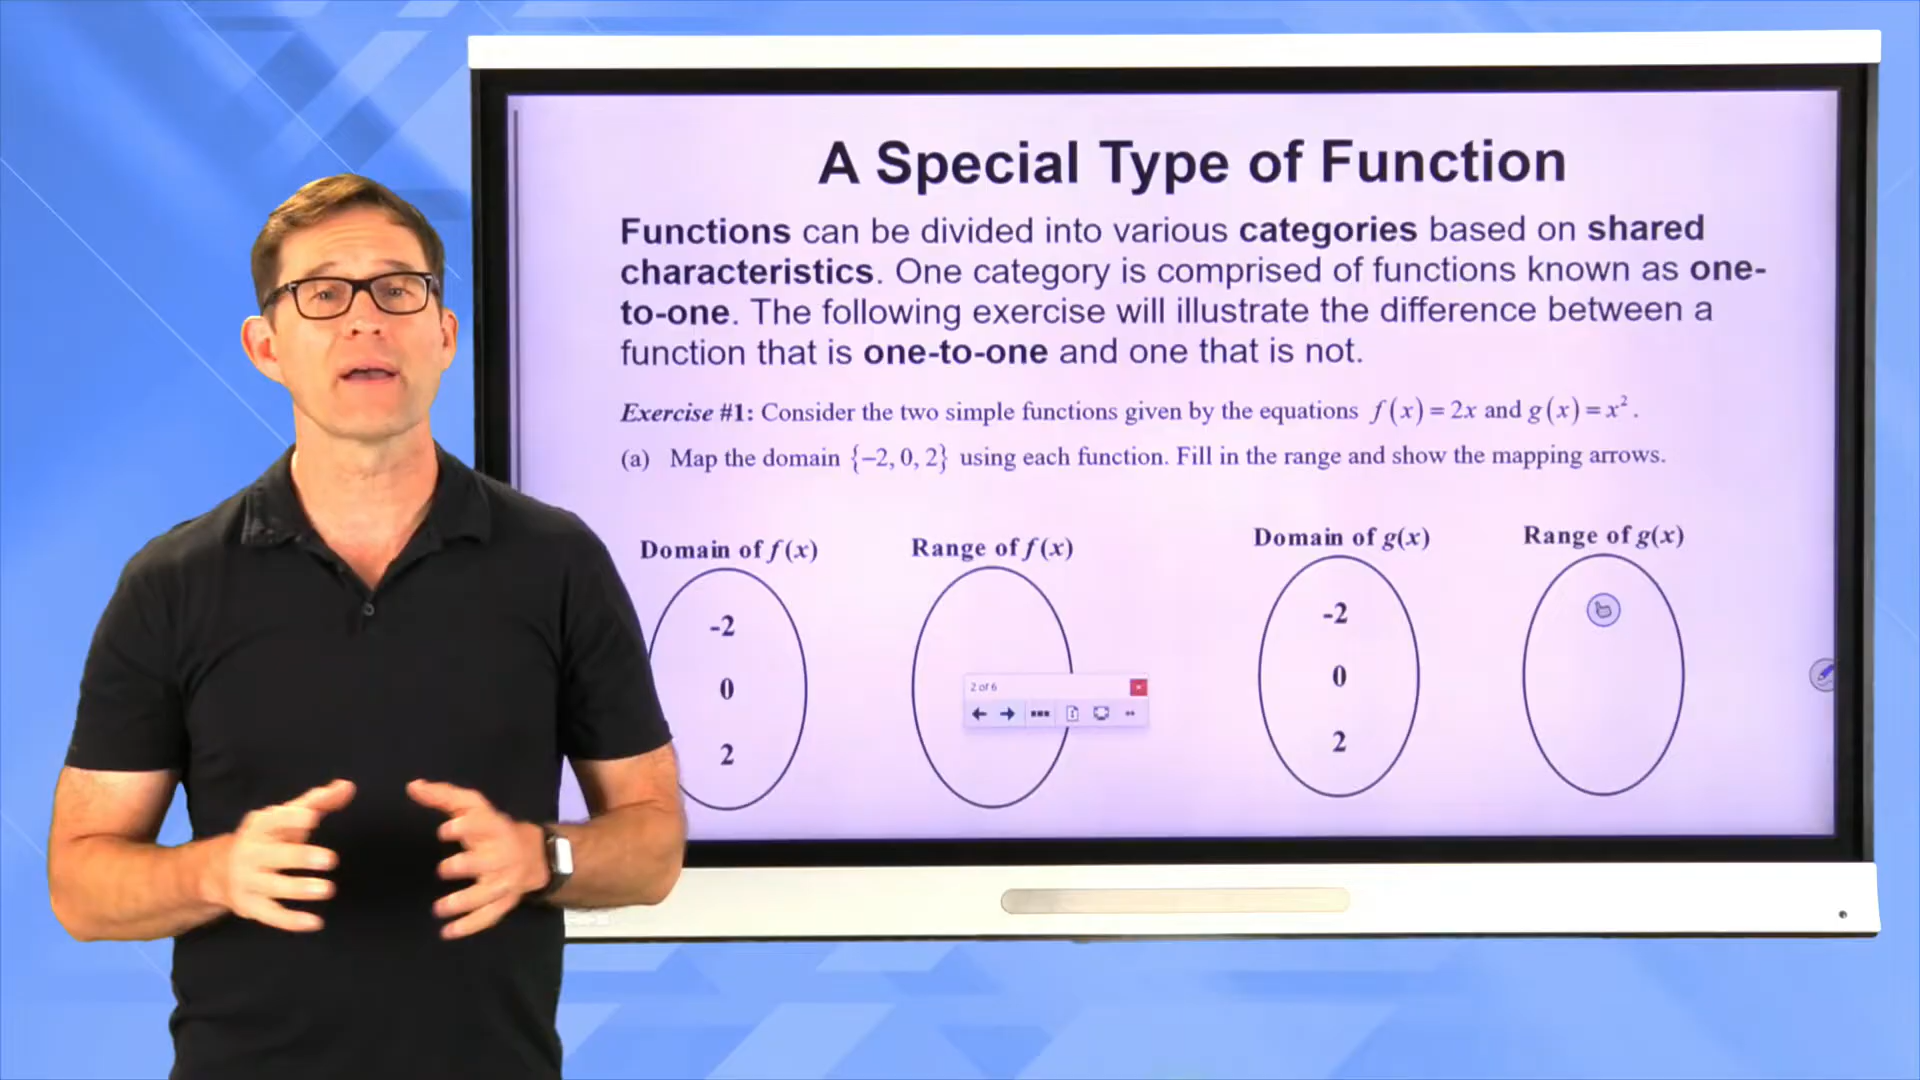 A Special Type of Function
Functions can be divided into various categories based on shared
characteristics. One category is comprised of functions known as one-
to-one. The following exercise will illustrate the difference between a
function that is one-to-one and one that is not.
Exercise #1: Consider the two simple functions given by the equations f(x) = 2x and g(x) = x².
(a) Map the domain {-2, 0, 2} using each function. Fill in the range and show the mapping arrows.
Domain of f(x) Range of f(x) Domain of g(x) Range of g(x)
-2 -2
0 0
2 2
2 of 6